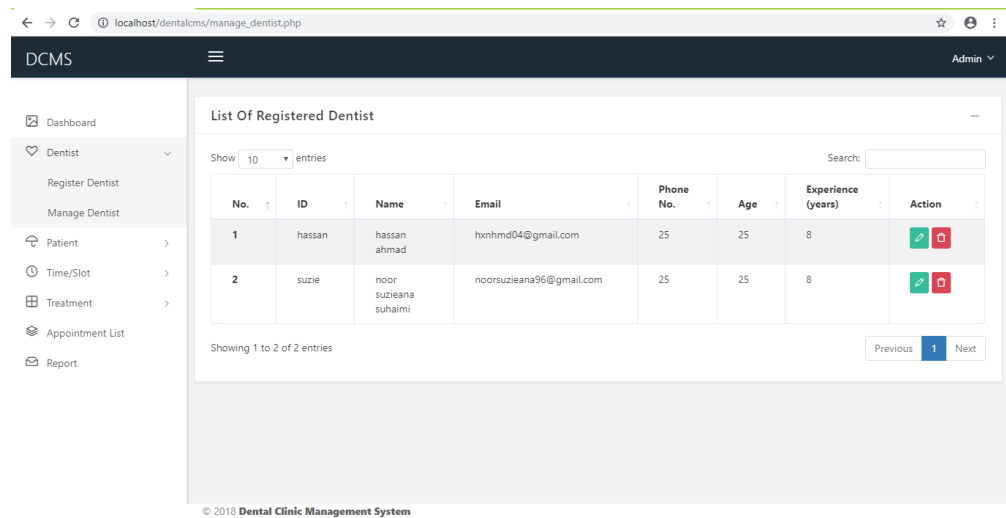 localhost/dentalcms/manage_dentist.php
DCMS
Admin
Dashboard
Dentist
Register Dentist
Manage Dentist
Patient
Time/Slot
Treatment
Appointment List
Report
List Of Registered Dentist
Show 10 entries
Search:
No. ID Name Email Phone No. Age Experience (years) Action
1 hassan hassan ahmad hxnhmd04@gmail.com 25 25 8
2 suzie noor suzieana suhaimi noorsuzieana96@gmail.com 25 25 8
Showing 1 to 2 of 2 entries
Previous 1 Next
© 2018 Dental Clinic Management System